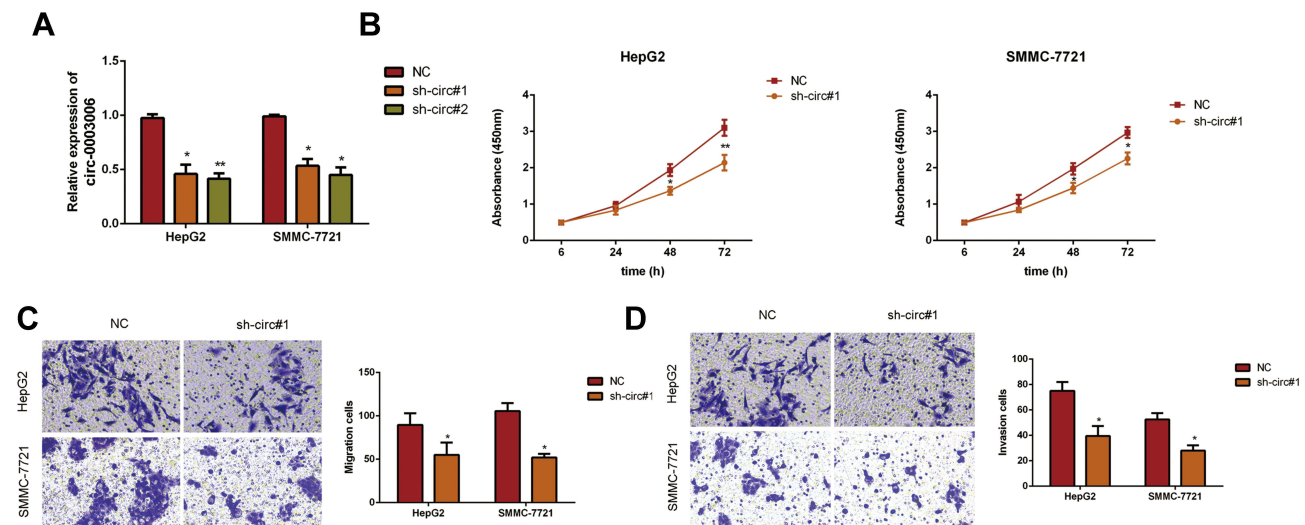 A
Relative expression of
circ-0003006
1.5
1.0
0.5
0.0
*
**
*
*
HepG2
SMMC-7721
NC
sh-circ#1
sh-circ#2
B
HepG2
Absorbance (450nm)
4
3
2
1
0
*
**
6
24
48
72
time (h)
NC
sh-circ#1
SMMC-7721
Absorbance (450nm)
4
3
2
1
0
*
*
6
24
48
72
time (h)
NC
sh-circ#1
C
NC
sh-circ#1
HepG2
SMMC-7721
Migration cells
150
100
50
0
*
*
HepG2
SMMC-7721
NC
sh-circ#1
D
NC
sh-circ#1
HepG2
SMMC-7721
Invasion cells
100
80
60
40
20
0
*
*
HepG2
SMMC-7721
NC
sh-circ#1